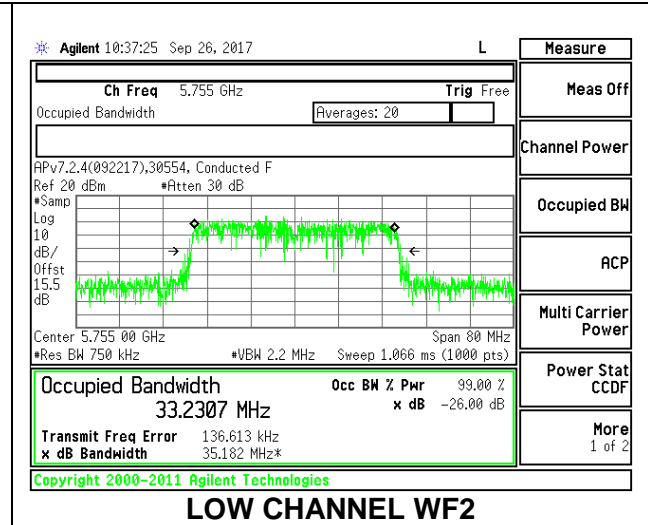 Agilent 10:37:25 Sep 26, 2017 L
Measure
Ch Freq 5.755 GHz Trig Free
Meas Off
Occupied Bandwidth Averages: 20
Channel Power
APv7.2.4(092217),30554, Conducted F
Ref 20 dBm #Atten 30 dB
Occupied BW
#Samp
Log
10
dB/
Offst
15.5
dB
ACP
Multi Carrier
Power
Center 5.755 00 GHz Span 80 MHz
#Res BW 750 kHz #VBW 2.2 MHz Sweep 1.066 ms (1000 pts)
Power Stat
CCDF
Occupied Bandwidth Occ BW % Pwr 99.00 %
33.2307 MHz x dB -26.00 dB
Transmit Freq Error 136.613 kHz
x dB Bandwidth 35.182 MHz*
More
1 of 2
Copyright 2000-2011 Agilent Technologies
LOW CHANNEL WF2